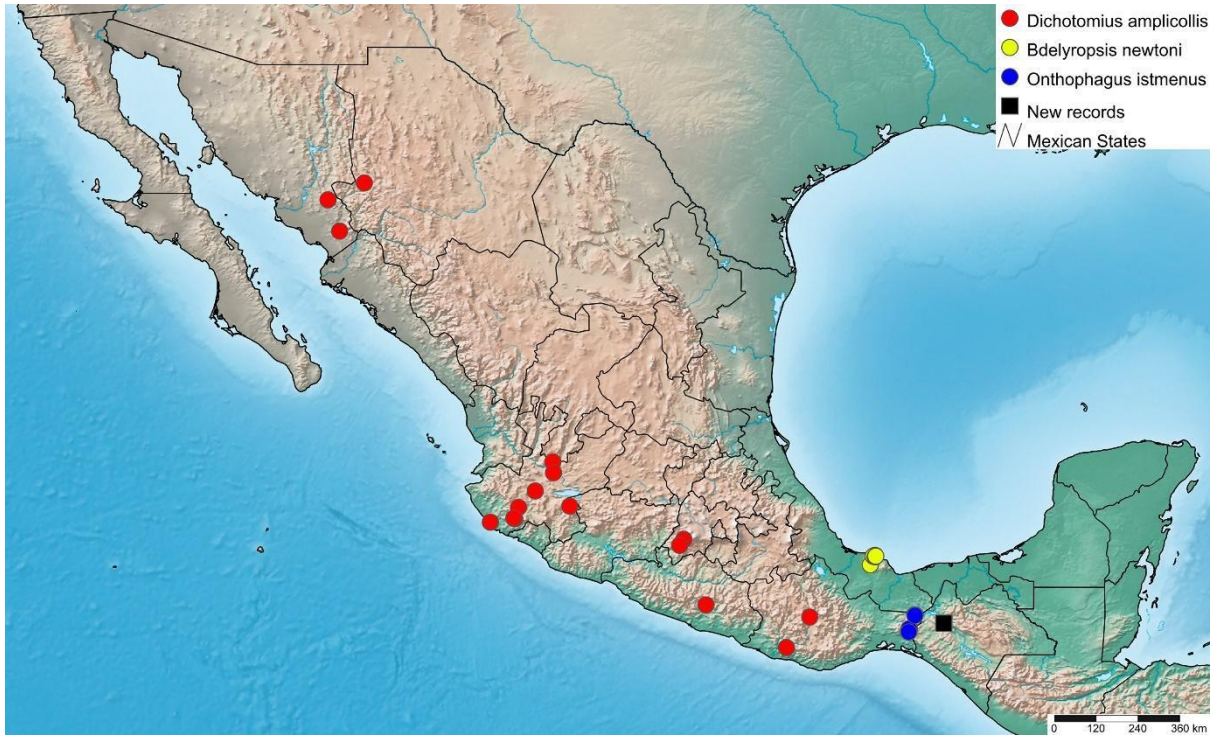 Dichotomius amplicollis
Bdelyropsis newtoni
Onthophagus istmenus
New records
Mexican States
0 120 240 360 km